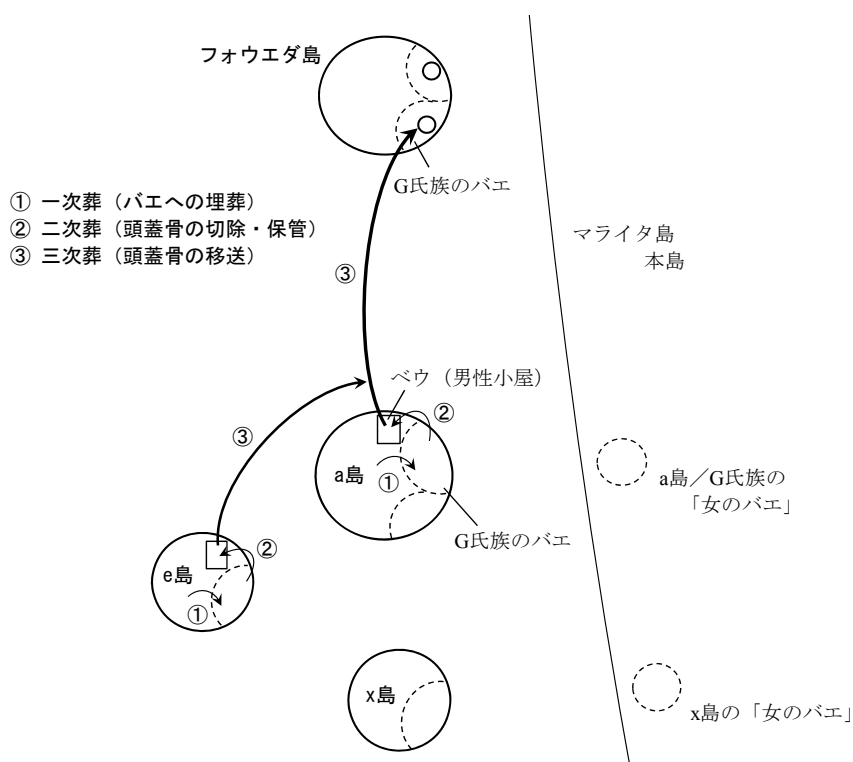 フォウエダ島
G氏族のバエ
① 一次葬（バエへの埋葬）
② 二次葬（頭蓋骨の切除・保管）
③ 三次葬（頭蓋骨の移送）
マライタ島
本島
③
ベウ（男性小屋）
②
③
a島
①
a島／G氏族の
「女のバエ」
G氏族のバエ
②
e島
①
x島
x島の「女のバエ」